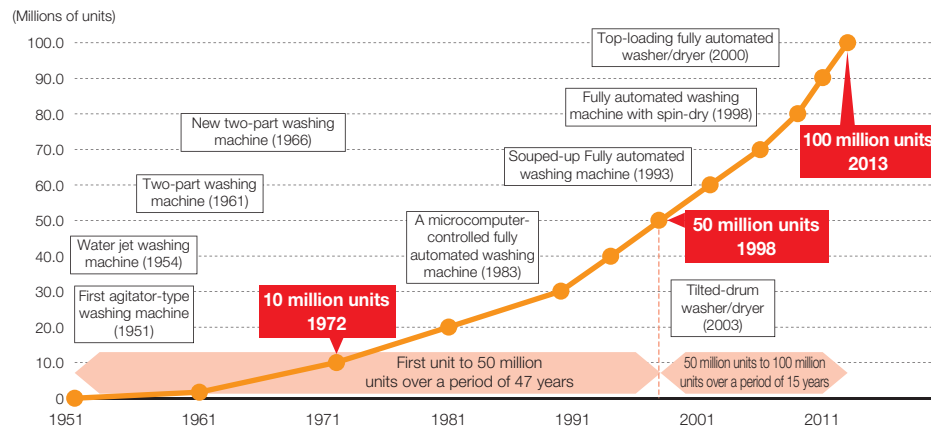 (Millions of units)
100.0
90.0
80.0
70.0
60.0
50.0
40.0
30.0
20.0
10.0
0
1951
1961
1971
1981
1991
2001
2011
First agitator-type
washing machine
(1951)
Water jet washing
machine (1954)
Two-part washing
machine (1961)
New two-part washing
machine (1966)
10 million units
1972
A microcomputer-
controlled fully
automated washing
machine (1983)
Souped-up Fully automated
washing machine (1993)
Fully automated washing
machine with spin-dry (1998)
Top-loading fully automated
washer/dryer (2000)
50 million units
1998
Tilted-drum
washer/dryer
(2003)
100 million units
2013
First unit to 50 million
units over a period of 47 years
50 million units to 100 million
units over a period of 15 years